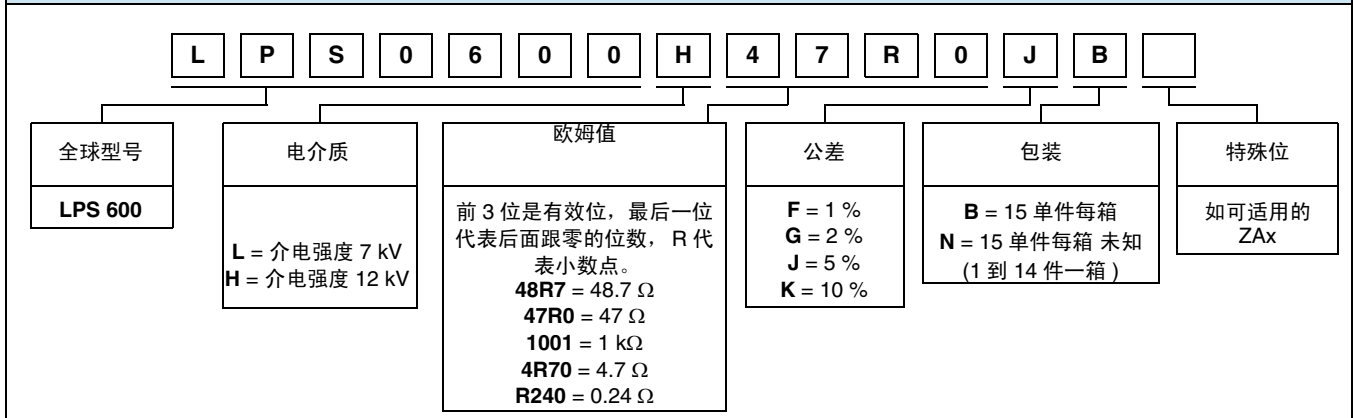 L P S 0 6 0 0 H 4 7 R 0 J B
全球型号
LPS 600
电介质
L = 介电强度 7 kV
H = 介电强度 12 kV
欧姆值
前 3 位是有效位，最后一位
代表后面跟零的位数， R 代
表小数点。
48R7 = 48.7 Ω
47R0 = 47 Ω
1001 = 1 kΩ
4R70 = 4.7 Ω
R240 = 0.24 Ω
公差
F = 1 %
G = 2 %
J = 5 %
K = 10 %
包装
B = 15 单件每箱
N = 15 单件每箱 未知
(1 到 14 件一箱 )
特殊位
如可适用的
ZAx